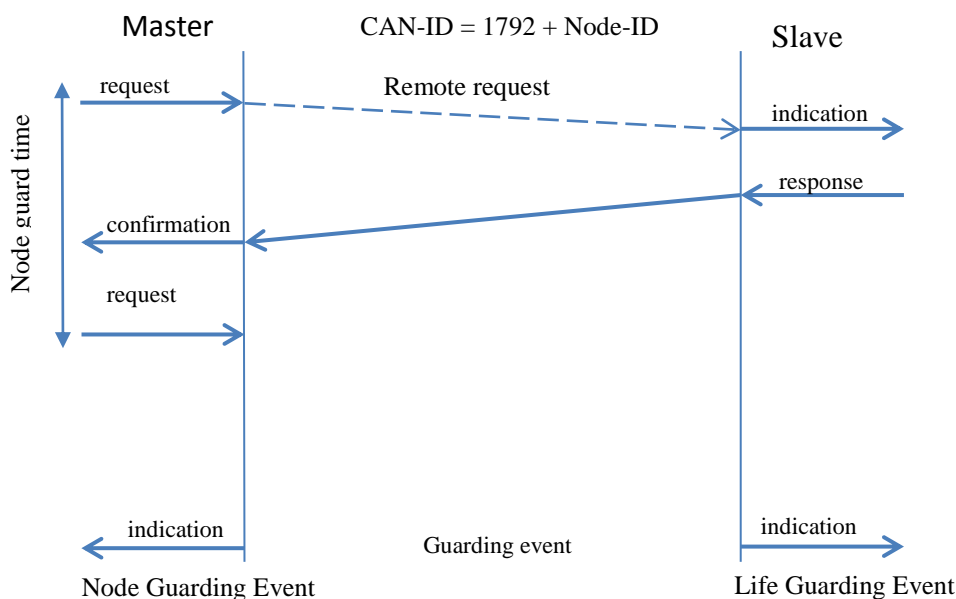 Master
CAN-ID = 1792 + Node-ID
Slave
request
Remote request
indication
Node guard time
response
confirmation
request
indication
Guarding event
indication
Node Guarding Event
Life Guarding Event